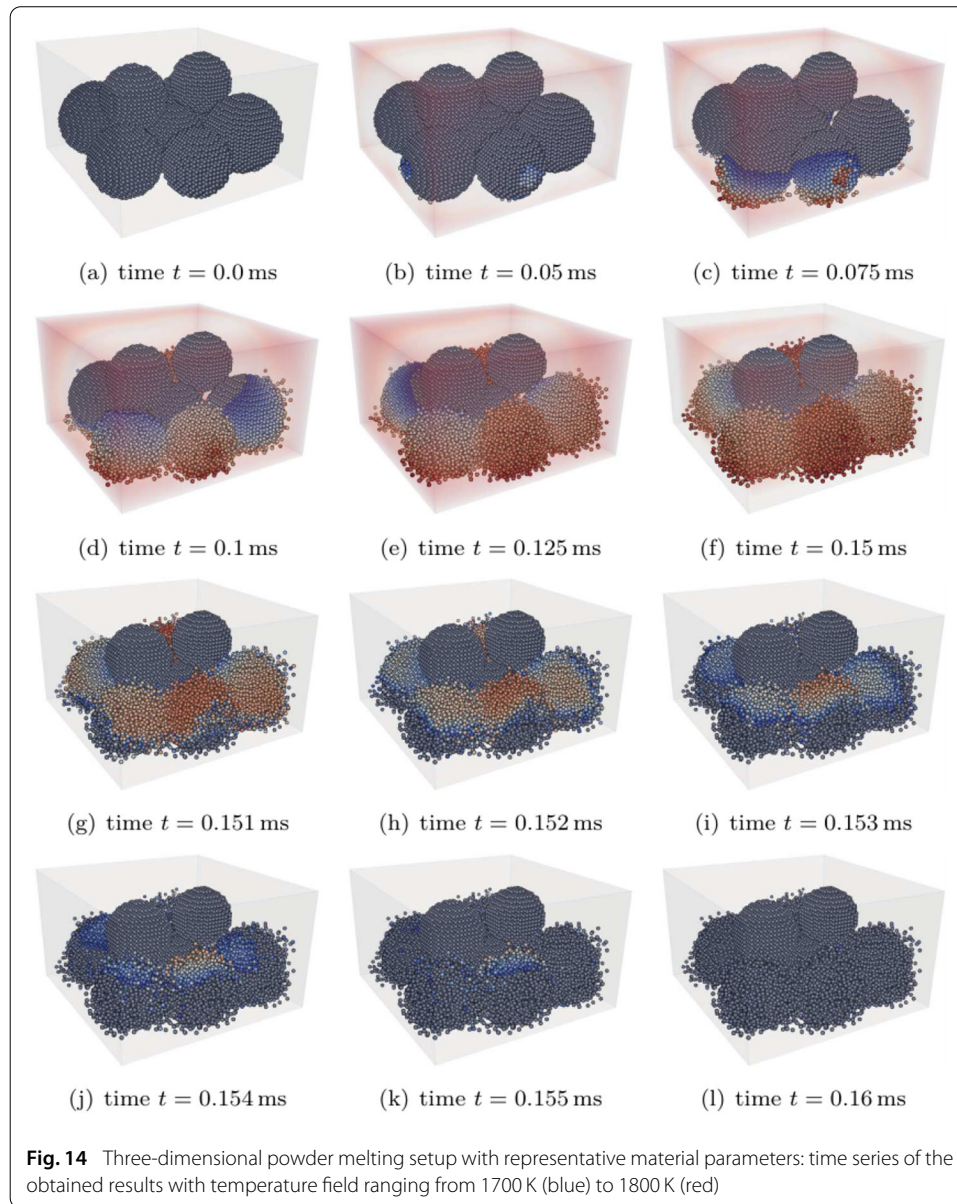 (a) time t = 0.0 ms
(b) time t = 0.05 ms
(c) time t = 0.075 ms
(d) time t = 0.1 ms
(e) time t = 0.125 ms
(f) time t = 0.15 ms
(g) time t = 0.151 ms
(h) time t = 0.152 ms
(i) time t = 0.153 ms
(j) time t = 0.154 ms
(k) time t = 0.155 ms
(l) time t = 0.16 ms
Fig. 14 Three-dimensional powder melting setup with representative material parameters: time series of the
obtained results with temperature field ranging from 1700 K (blue) to 1800 K (red)